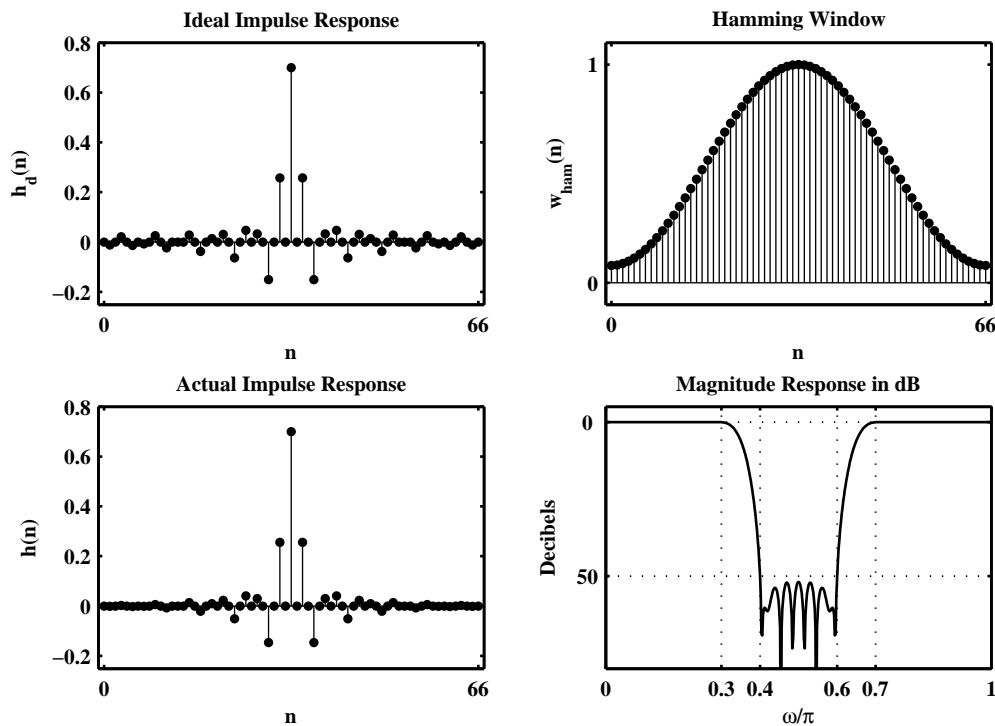 Ideal Impulse Response
0.8
0.6
0.4
0.2
0
−0.2
h_d(n)
0
66
n
Hamming Window
1
0
w_ham(n)
0
66
n
Actual Impulse Response
0.8
0.6
0.4
0.2
0
−0.2
h(n)
0
66
n
Magnitude Response in dB
0
50
Decibels
0
0.3
0.4
0.6
0.7
1
ω/π